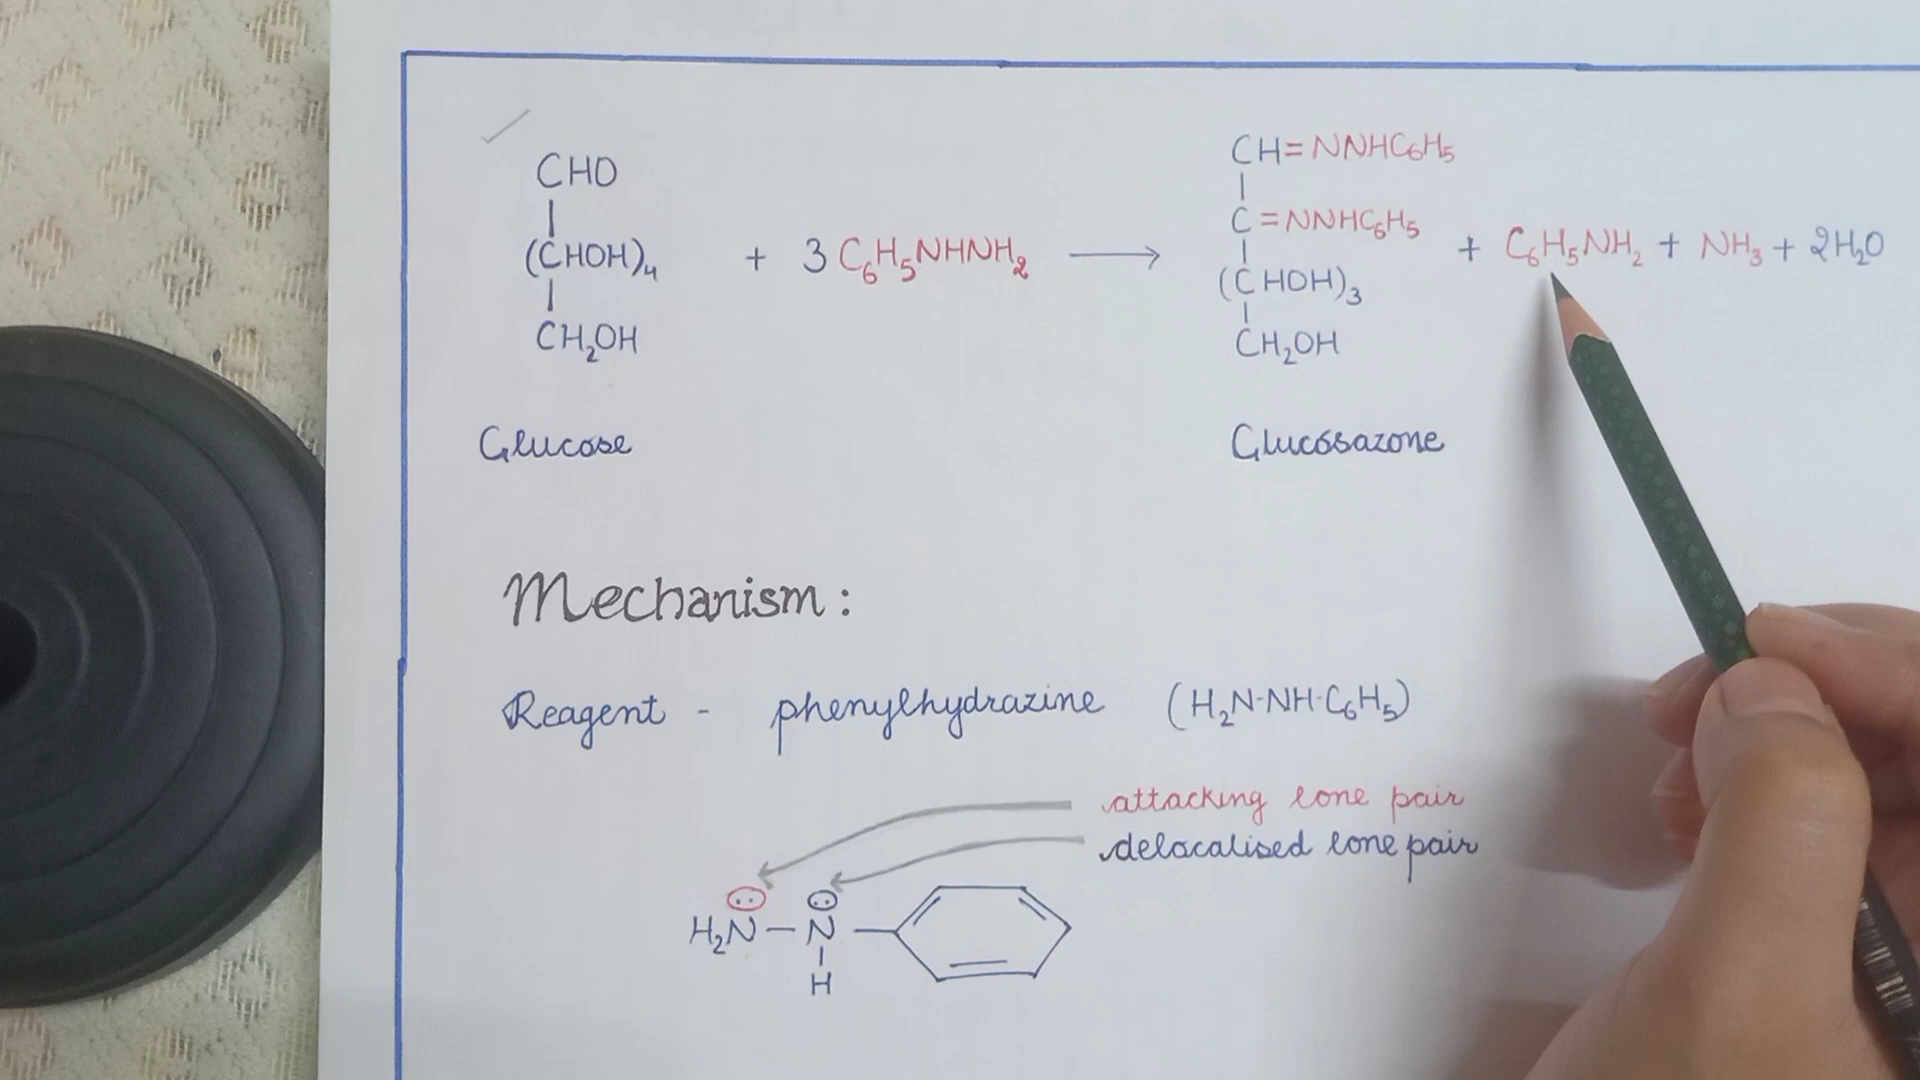 CHO
|
(CHOH)₄ + 3 C₆H₅NHNH₂ ⟶
|
CH₂OH
CH=NNHC₆H₅
|
C=NNHC₆H₅
|
(CHOH)₃
|
CH₂OH
+ C₆H₅NH₂ + NH₃ + 2H₂O
Glucose
Glucosazone
Mechanism :
Reagent - phenylhydrazine (H₂N·NH·C₆H₅)
attacking lone pair
delocalised lone pair
H₂N — N —
|
H